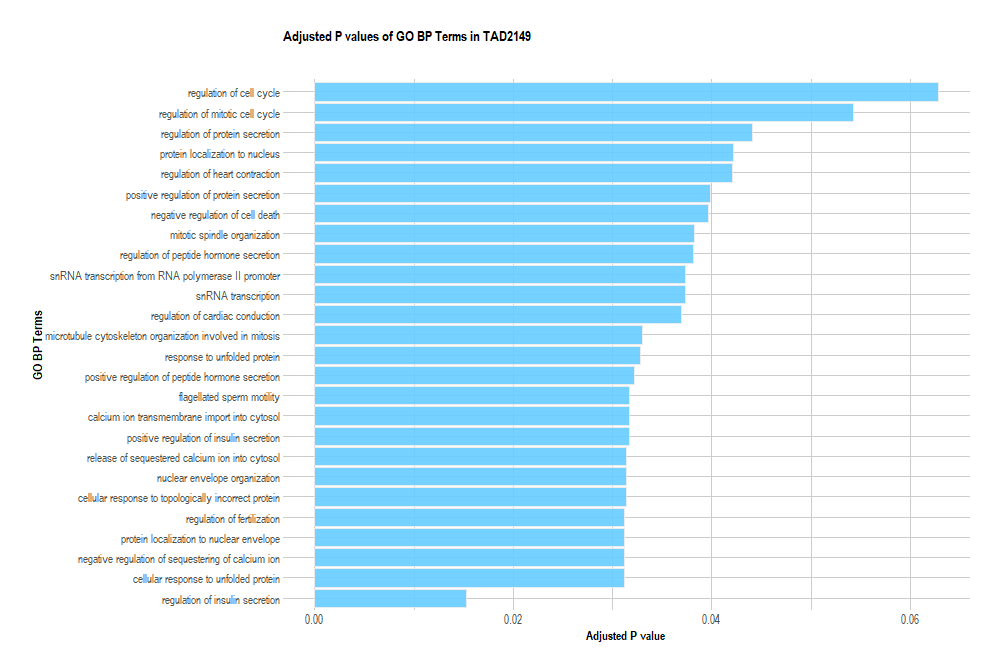 Adjusted P values of GO BP Terms in TAD2149
GO BP Terms
regulation of cell cycle
regulation of mitotic cell cycle
regulation of protein secretion
protein localization to nucleus
regulation of heart contraction
positive regulation of protein secretion
negative regulation of cell death
mitotic spindle organization
regulation of peptide hormone secretion
snRNA transcription from RNA polymerase II promoter
snRNA transcription
regulation of cardiac conduction
microtubule cytoskeleton organization involved in mitosis
response to unfolded protein
positive regulation of peptide hormone secretion
flagellated sperm motility
calcium ion transmembrane import into cytosol
positive regulation of insulin secretion
release of sequestered calcium ion into cytosol
nuclear envelope organization
cellular response to topologically incorrect protein
regulation of fertilization
protein localization to nuclear envelope
negative regulation of sequestering of calcium ion
cellular response to unfolded protein
regulation of insulin secretion
0.00 0.02 0.04 0.06
Adjusted P value